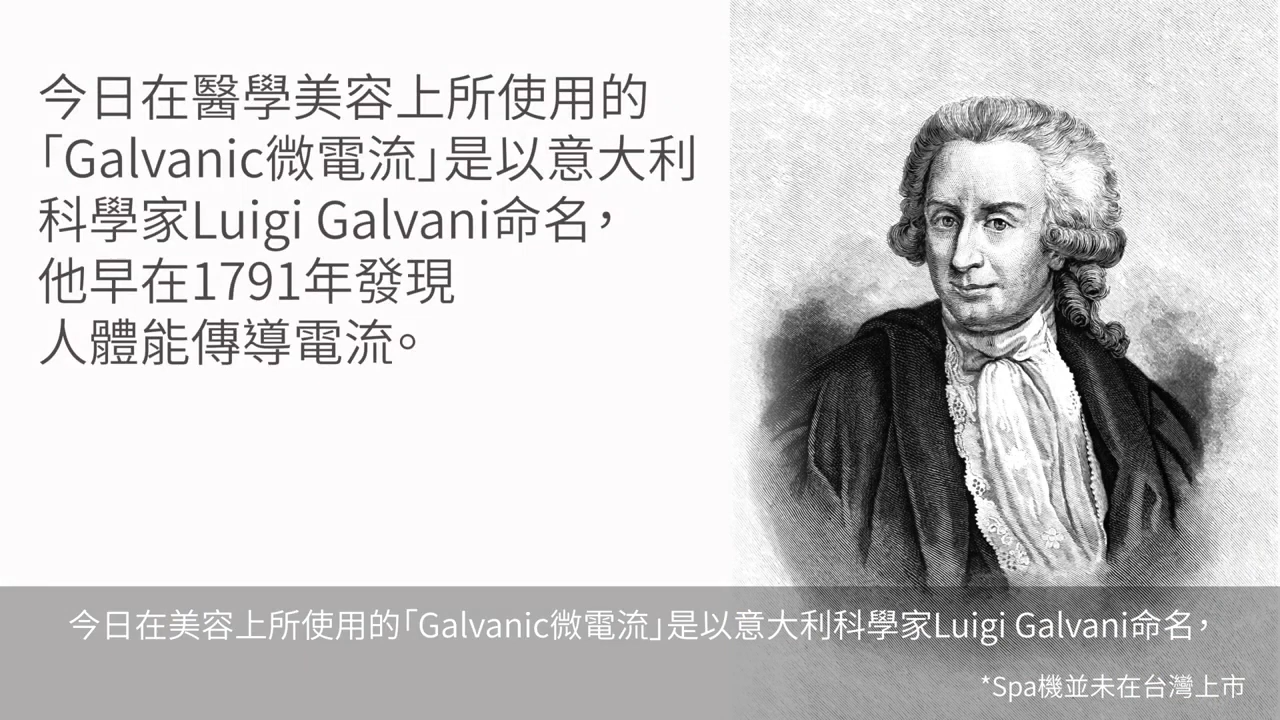 今日在醫學美容上所使用的
「Galvanic微電流」是以意大利
科學家Luigi Galvani命名，
他早在1791年發現
人體能傳導電流。
今日在美容上所使用的「Galvanic微電流」是以意大利科學家Luigi Galvani命名，
*Spa機並未在台灣上市